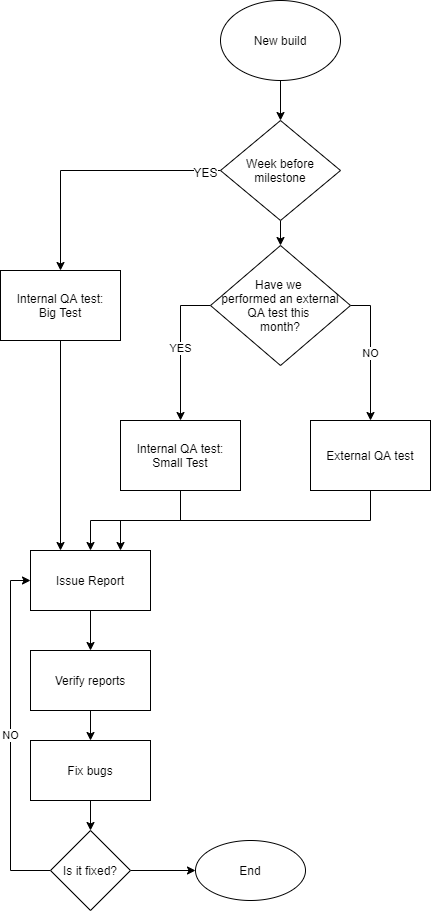 New build
Week before
milestone
YES
Internal QA test:
Big Test
Have we
performed an external
QA test this
month?
YES
NO
Internal QA test:
Small Test
External QA test
Issue Report
Verify reports
NO
Fix bugs
Is it fixed?
End